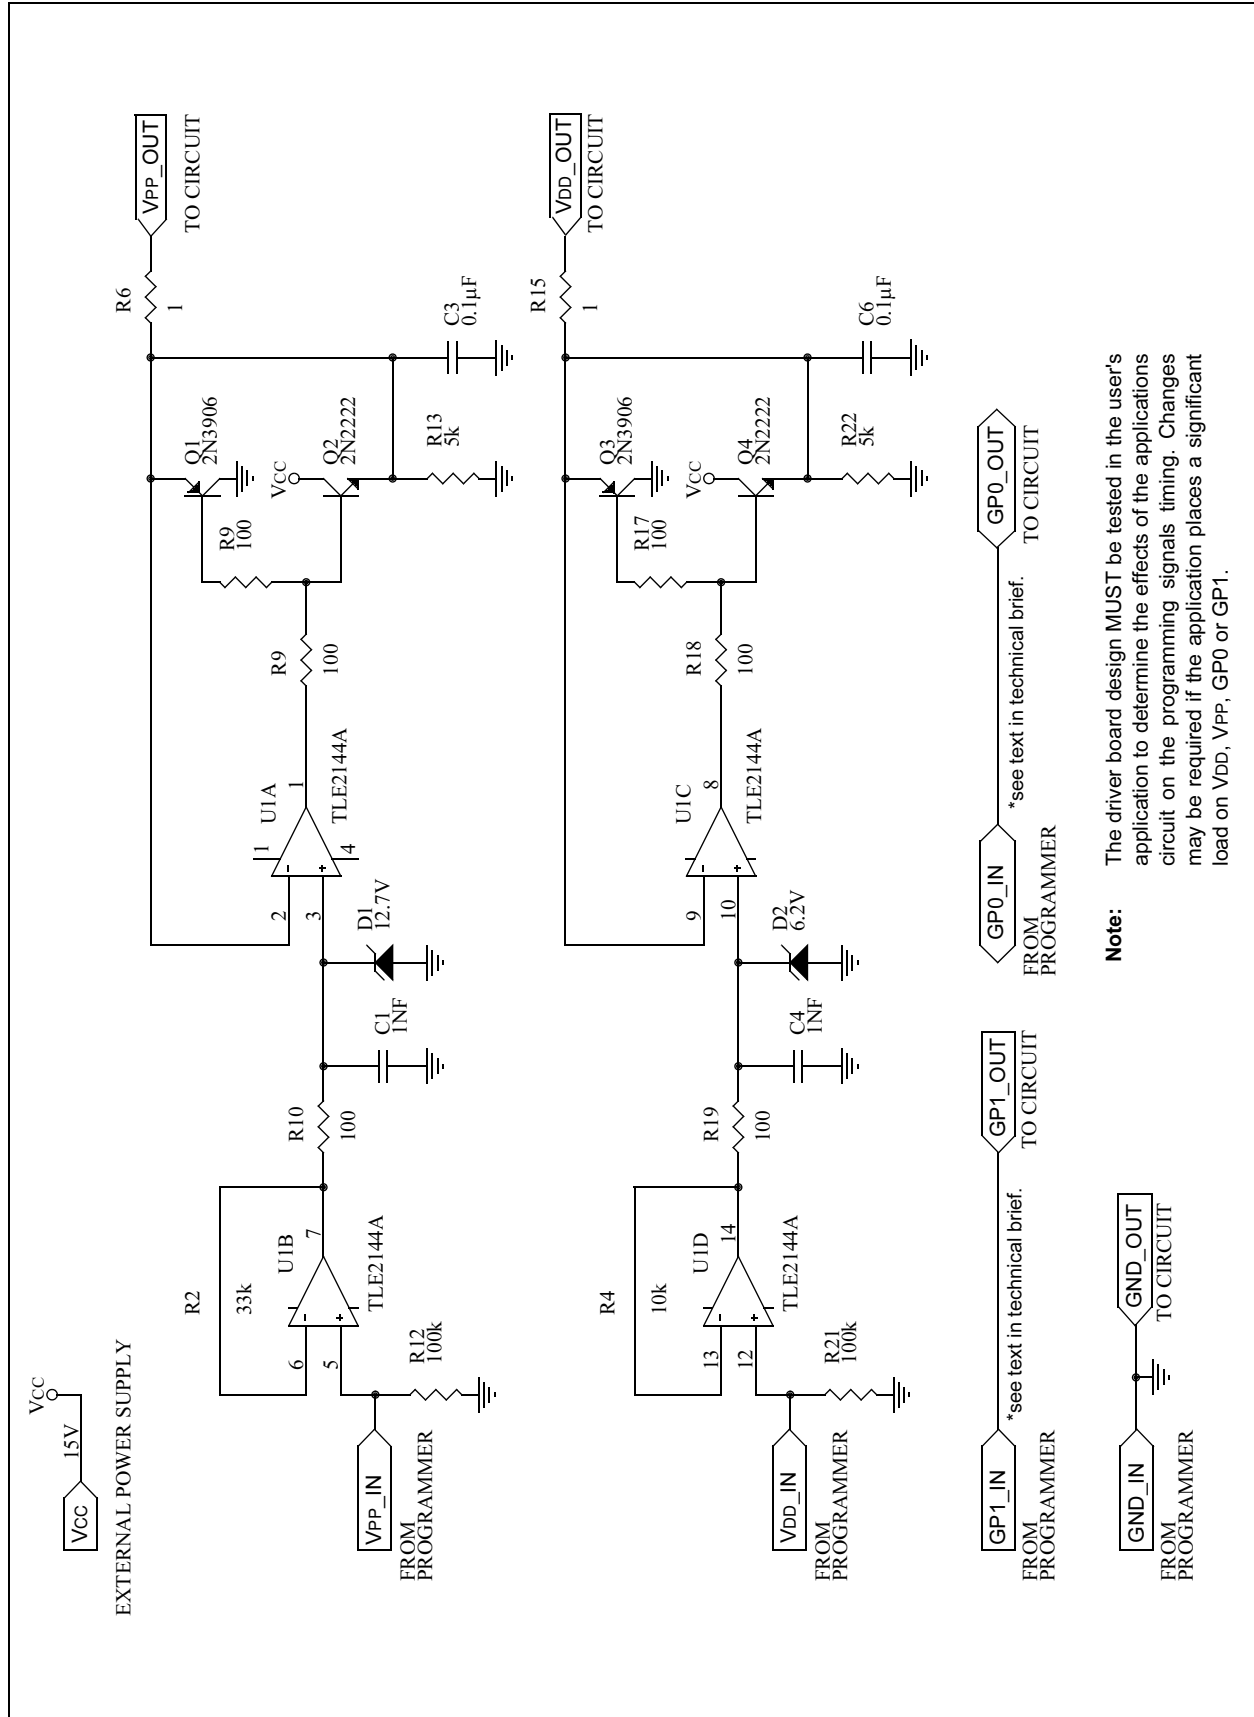 VCC
15V
VCC
EXTERNAL POWER SUPPLY
R2
33k
U1B
6
5
7
TLE2144A
R12
100k
VPP_IN
FROM
PROGRAMMER
R10
100
C1
1NF
D1
12.7V
U1A
1
2
3
1
4
TLE2144A
R9
100
R9
100
Q1
2N3906
VCC
Q2
2N2222
R13
5k
C3
0.1µF
R6
1
VPP_OUT
TO CIRCUIT
R4
10k
U1D
13
12
14
TLE2144A
R21
100k
VDD_IN
FROM
PROGRAMMER
R19
100
C4
1NF
D2
6.2V
U1C
9
10
8
TLE2144A
R18
100
R17
100
Q3
2N3906
VCC
Q4
2N2222
R22
5k
C6
0.1µF
R15
1
VDD_OUT
TO CIRCUIT
GP1_IN
FROM
PROGRAMMER
*see text in technical brief.
GP1_OUT
TO CIRCUIT
GP0_IN
FROM
PROGRAMMER
*see text in technical brief.
GP0_OUT
TO CIRCUIT
GND_IN
FROM
PROGRAMMER
GND_OUT
TO CIRCUIT
Note: The driver board design MUST be tested in the user's
application to determine the effects of the applications
circuit on the programming signals timing. Changes
may be required if the application places a significant
load on VDD, VPP, GP0 or GP1.